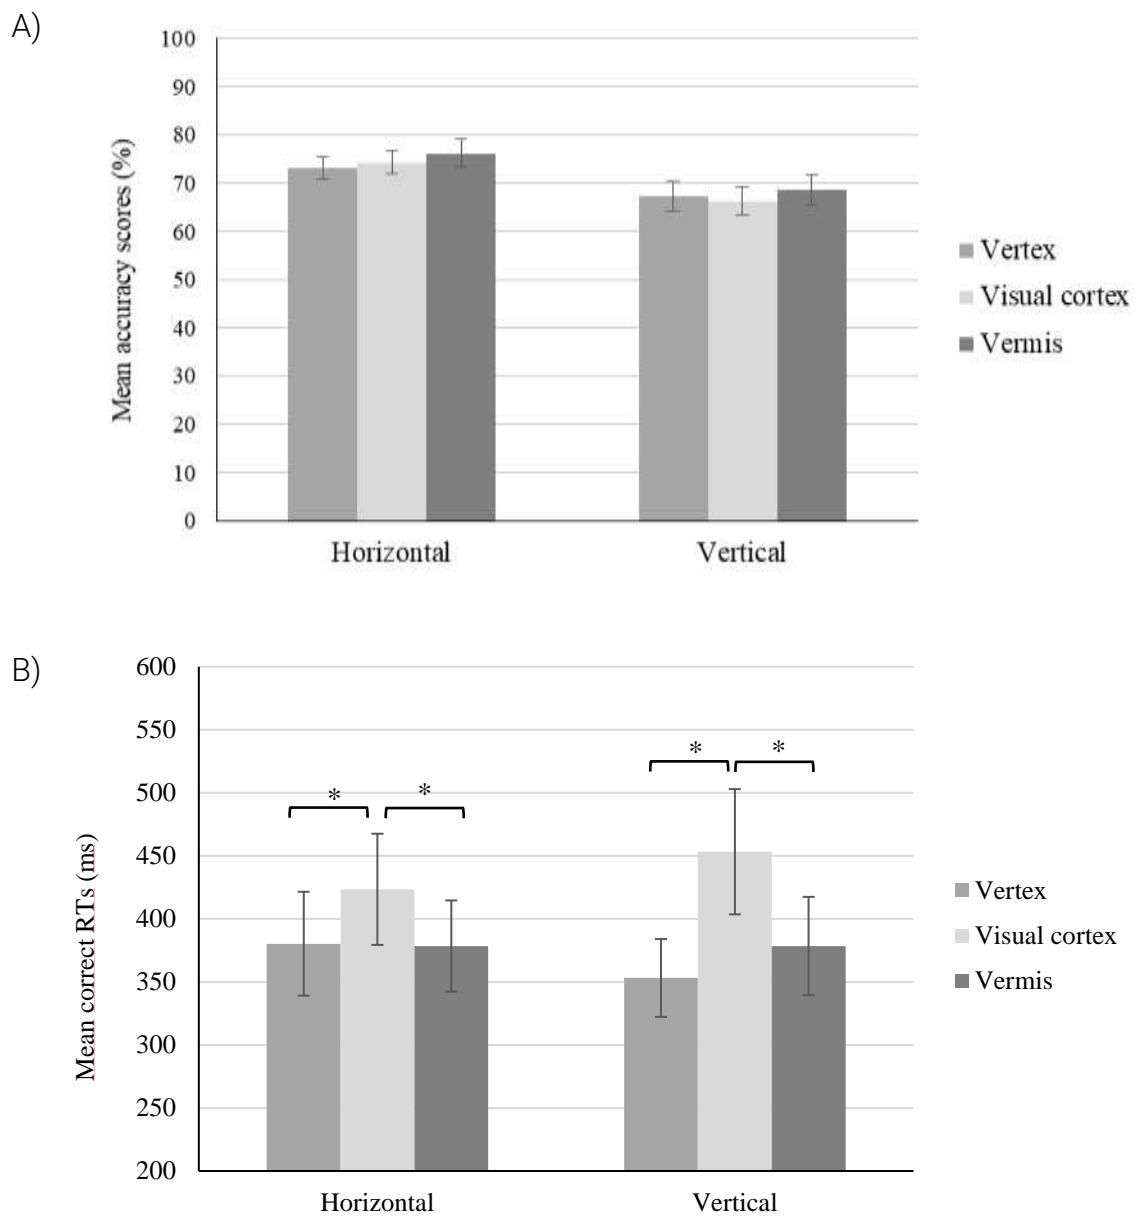 A)
100
90
80
70
60
50
40
30
20
10
0
Mean accuracy scores (%)
Horizontal
Vertical
Vertex
Visual cortex
Vermis
B)
600
550
500
450
400
350
300
250
200
Mean correct RTs (ms)
*
*
*
*
Horizontal
Vertical
Vertex
Visual cortex
Vermis